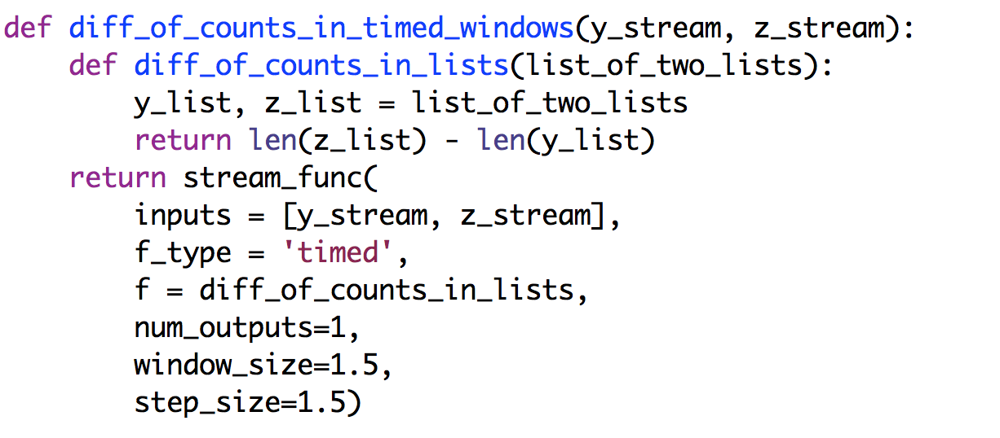 def diff_of_counts_in_timed_windows(y_stream, z_stream):
    def diff_of_counts_in_lists(list_of_two_lists):
        y_list, z_list = list_of_two_lists
        return len(z_list) - len(y_list)
    return stream_func(
        inputs = [y_stream, z_stream],
        f_type = 'timed',
        f = diff_of_counts_in_lists,
        num_outputs=1,
        window_size=1.5,
        step_size=1.5)